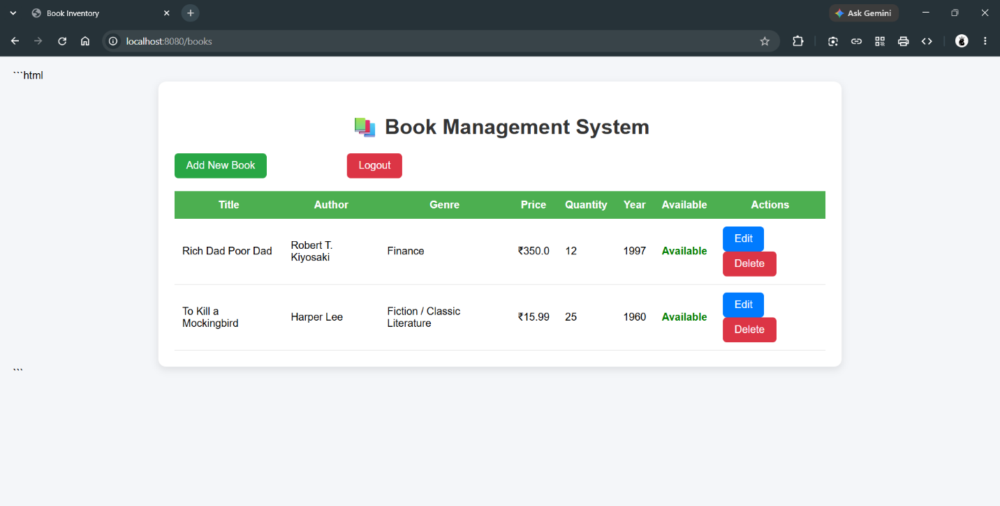 Book Inventory
Ask Gemini
localhost:8080/books
```html
Book Management System
Add New Book Logout
Title Author Genre Price Quantity Year Available Actions
Rich Dad Poor Dad Robert T. Kiyosaki Finance ₹350.0 12 1997 Available Edit
Delete
To Kill a Mockingbird Harper Lee Fiction / Classic Literature ₹15.99 25 1960 Available Edit
Delete
```